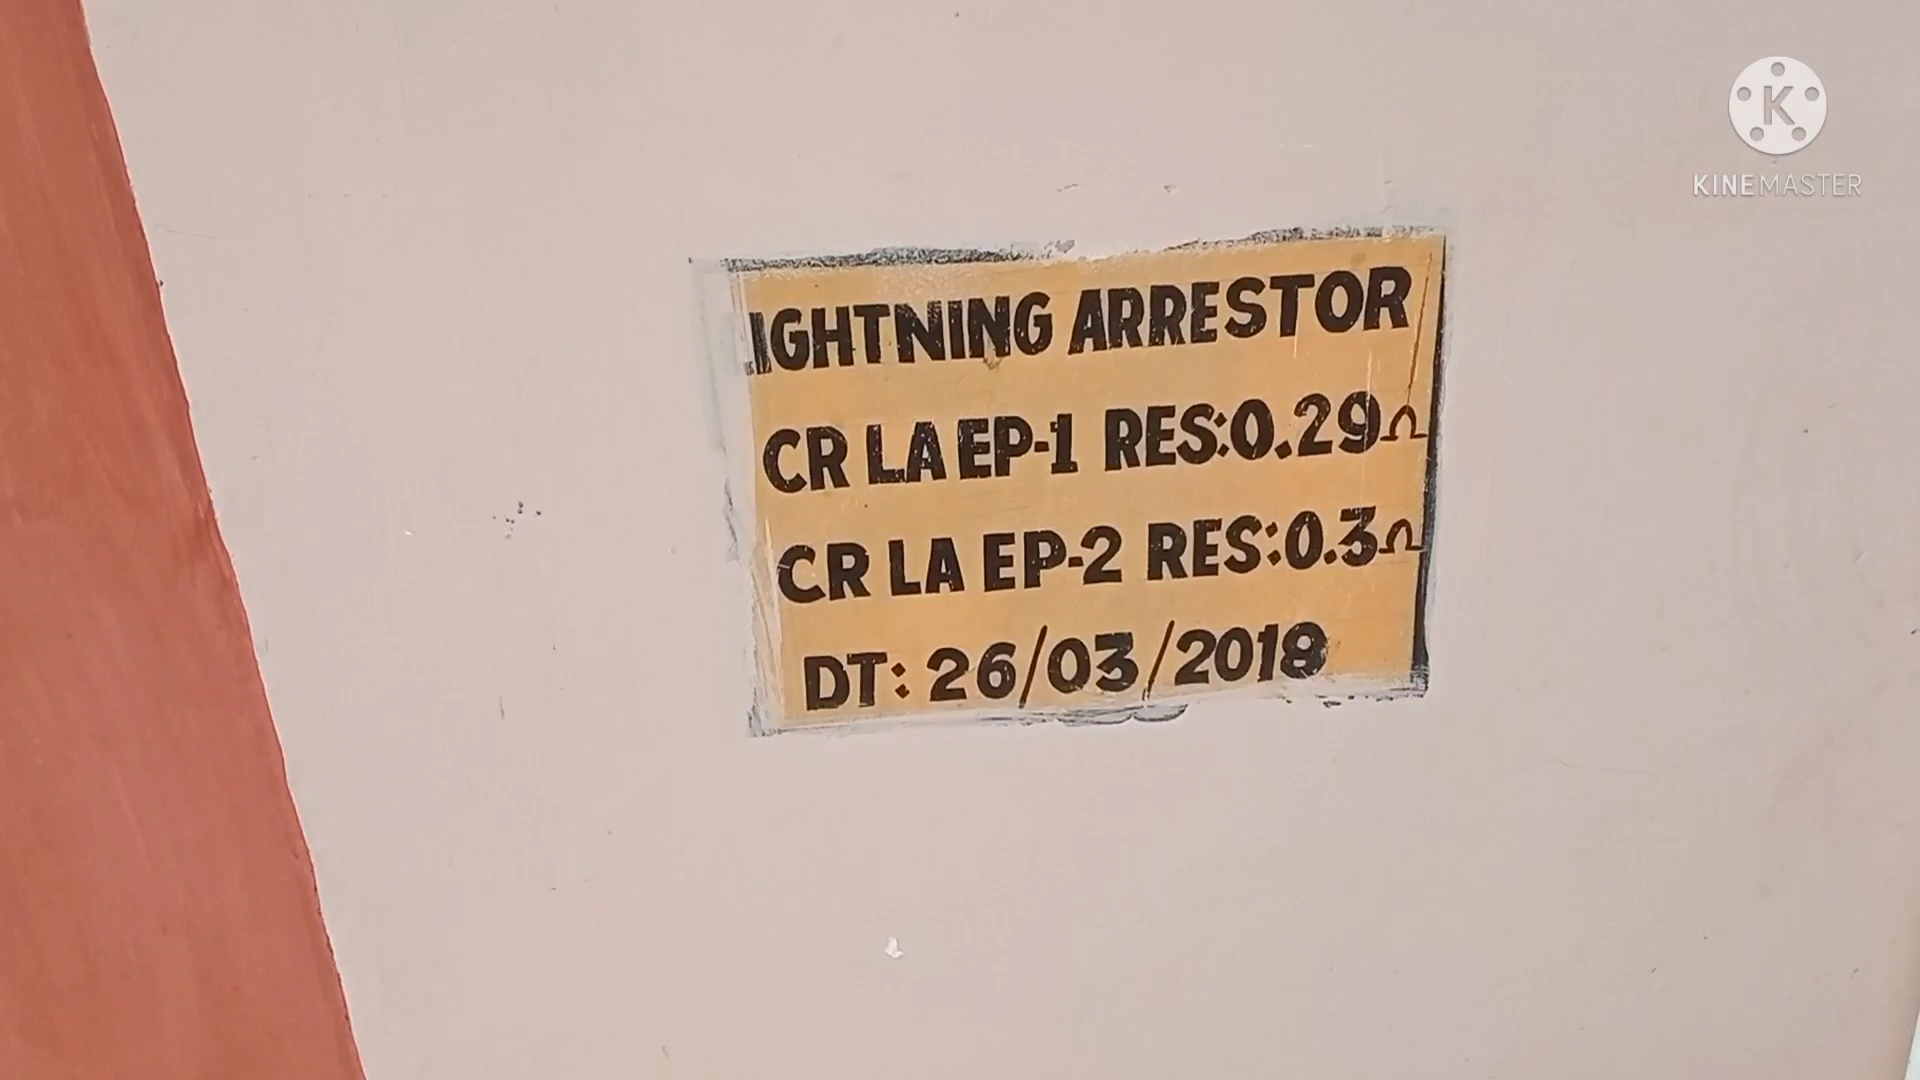 KINEMASTER
LIGHTNING ARRESTOR
CR LA EP-1 RES:0.29Ω
CR LA EP-2 RES:0.3Ω
DT: 26/03/2018